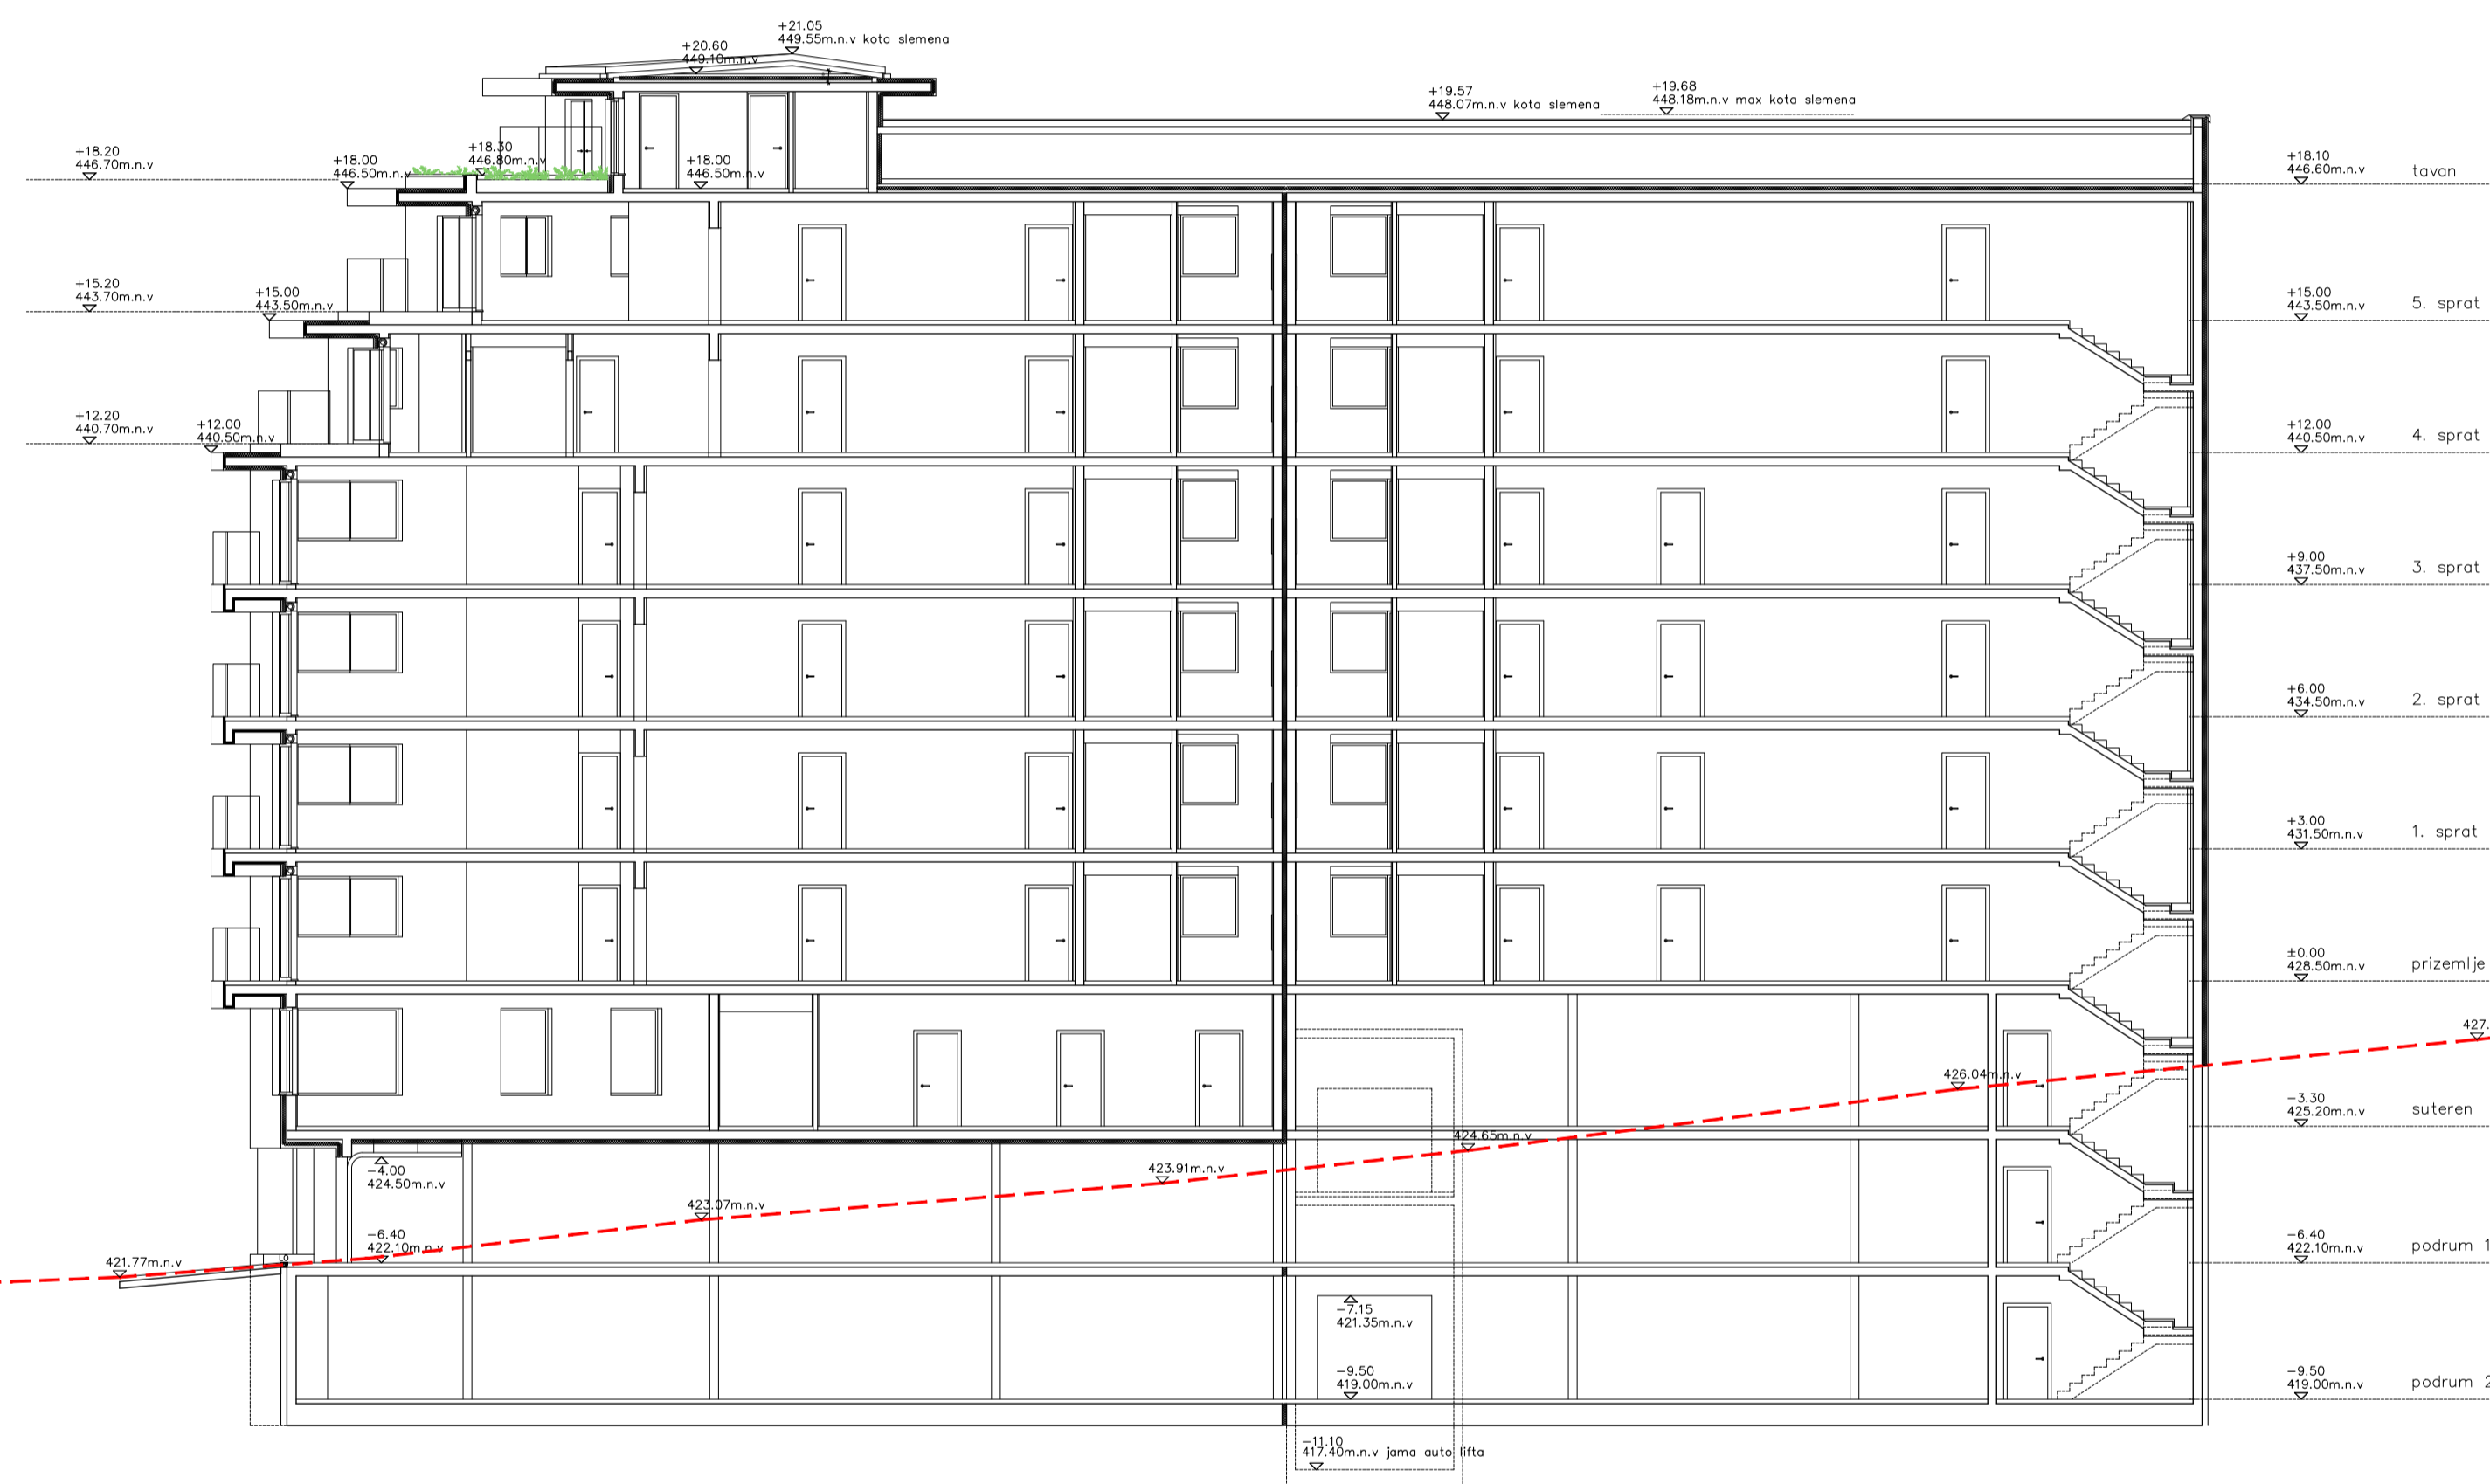 +21.05
449.55m.n.v kota slemena
+20.60
449.10m.n.v
+19.57
448.07m.n.v kota slemena
+19.68
448.18m.n.v max kota slemena
+18.20
446.70m.n.v
+18.00
446.50m.n.v
+18.30
446.80m.n.v
+18.00
446.50m.n.v
+18.10
446.60m.n.v
tavan
+15.20
443.70m.n.v
+15.00
443.50m.n.v
+15.00
443.50m.n.v
5. sprat
+12.20
440.70m.n.v
+12.00
440.50m.n.v
+12.00
440.50m.n.v
4. sprat
+9.00
437.50m.n.v
3. sprat
+6.00
434.50m.n.v
2. sprat
+3.00
431.50m.n.v
1. sprat
±0.00
428.50m.n.v
prizemlje
427.
426.04m.n.v
-3.30
425.20m.n.v
suteren
424.65m.n.v
-4.00
424.50m.n.v
423.91m.n.v
423.07m.n.v
-6.40
422.10m.n.v
421.77m.n.v
LO
-6.40
422.10m.n.v
podrum 1
-7.15
421.35m.n.v
-9.50
419.00m.n.v
-9.50
419.00m.n.v
podrum 2
-11.10
417.40m.n.v jama auto lifta